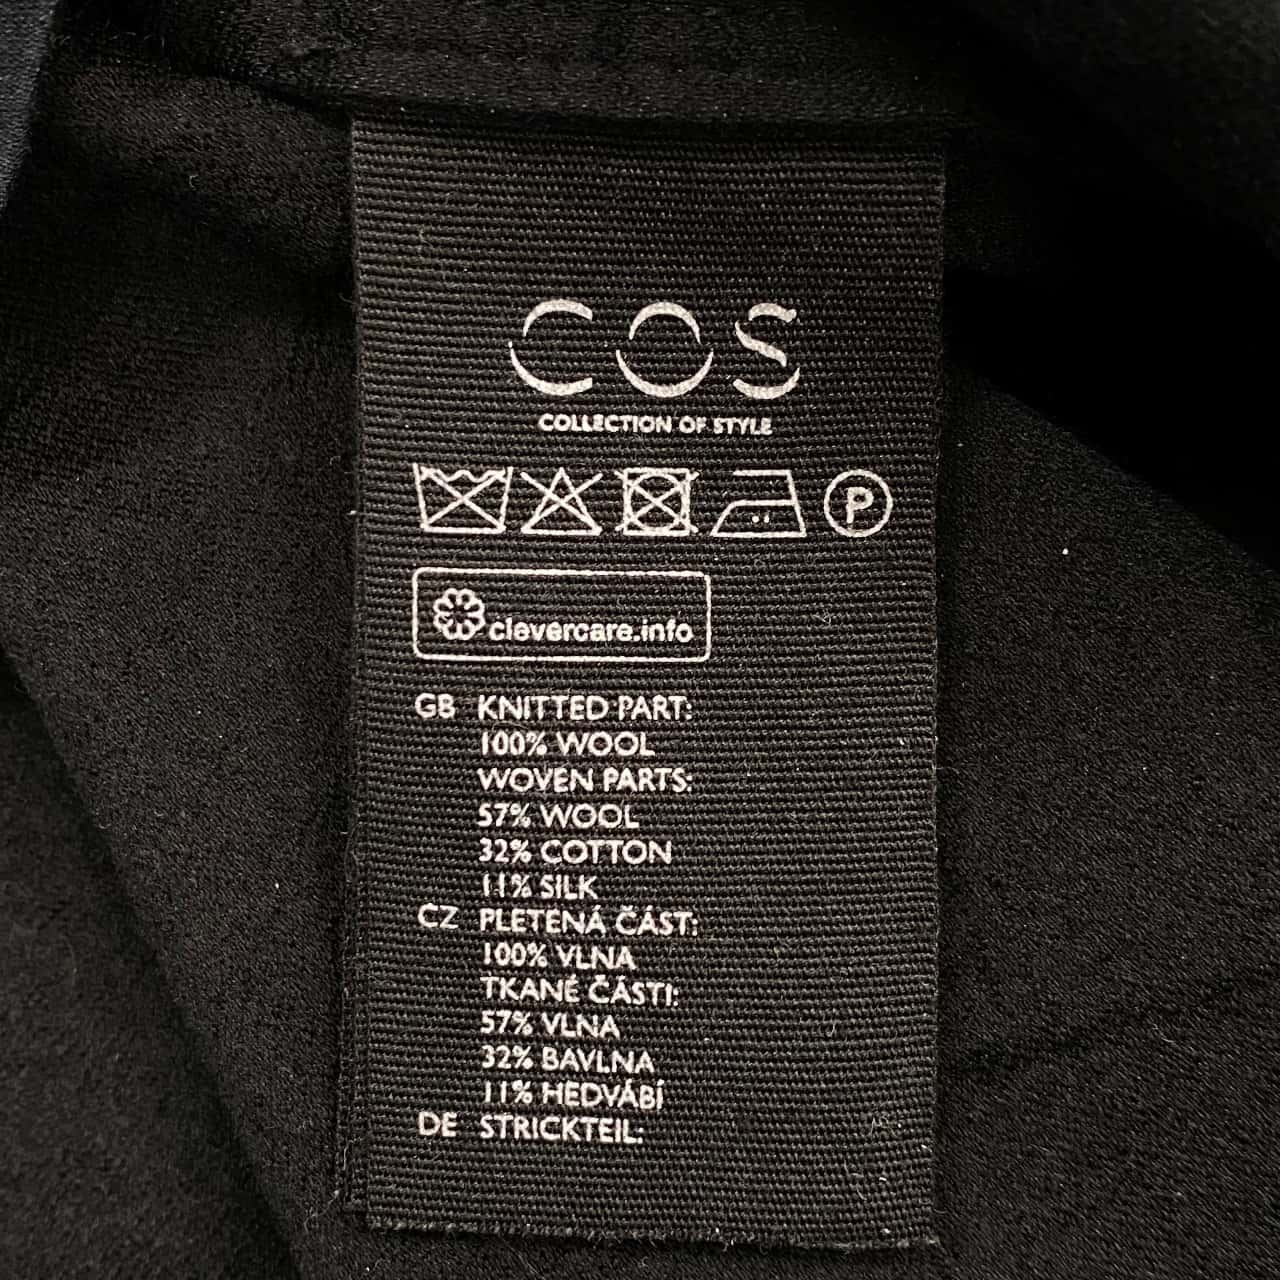 COS
COLLECTION OF STYLE
P
clevercare.info
GB KNITTED PART:
100% WOOL
WOVEN PARTS:
57% WOOL
32% COTTON
11% SILK
CZ PLETENÁ ČÁST:
100% VLNA
TKANÉ ČÁSTI:
57% VLNA
32% BAVLNA
11% HEDVÁBÍ
DE STRICKTEIL: